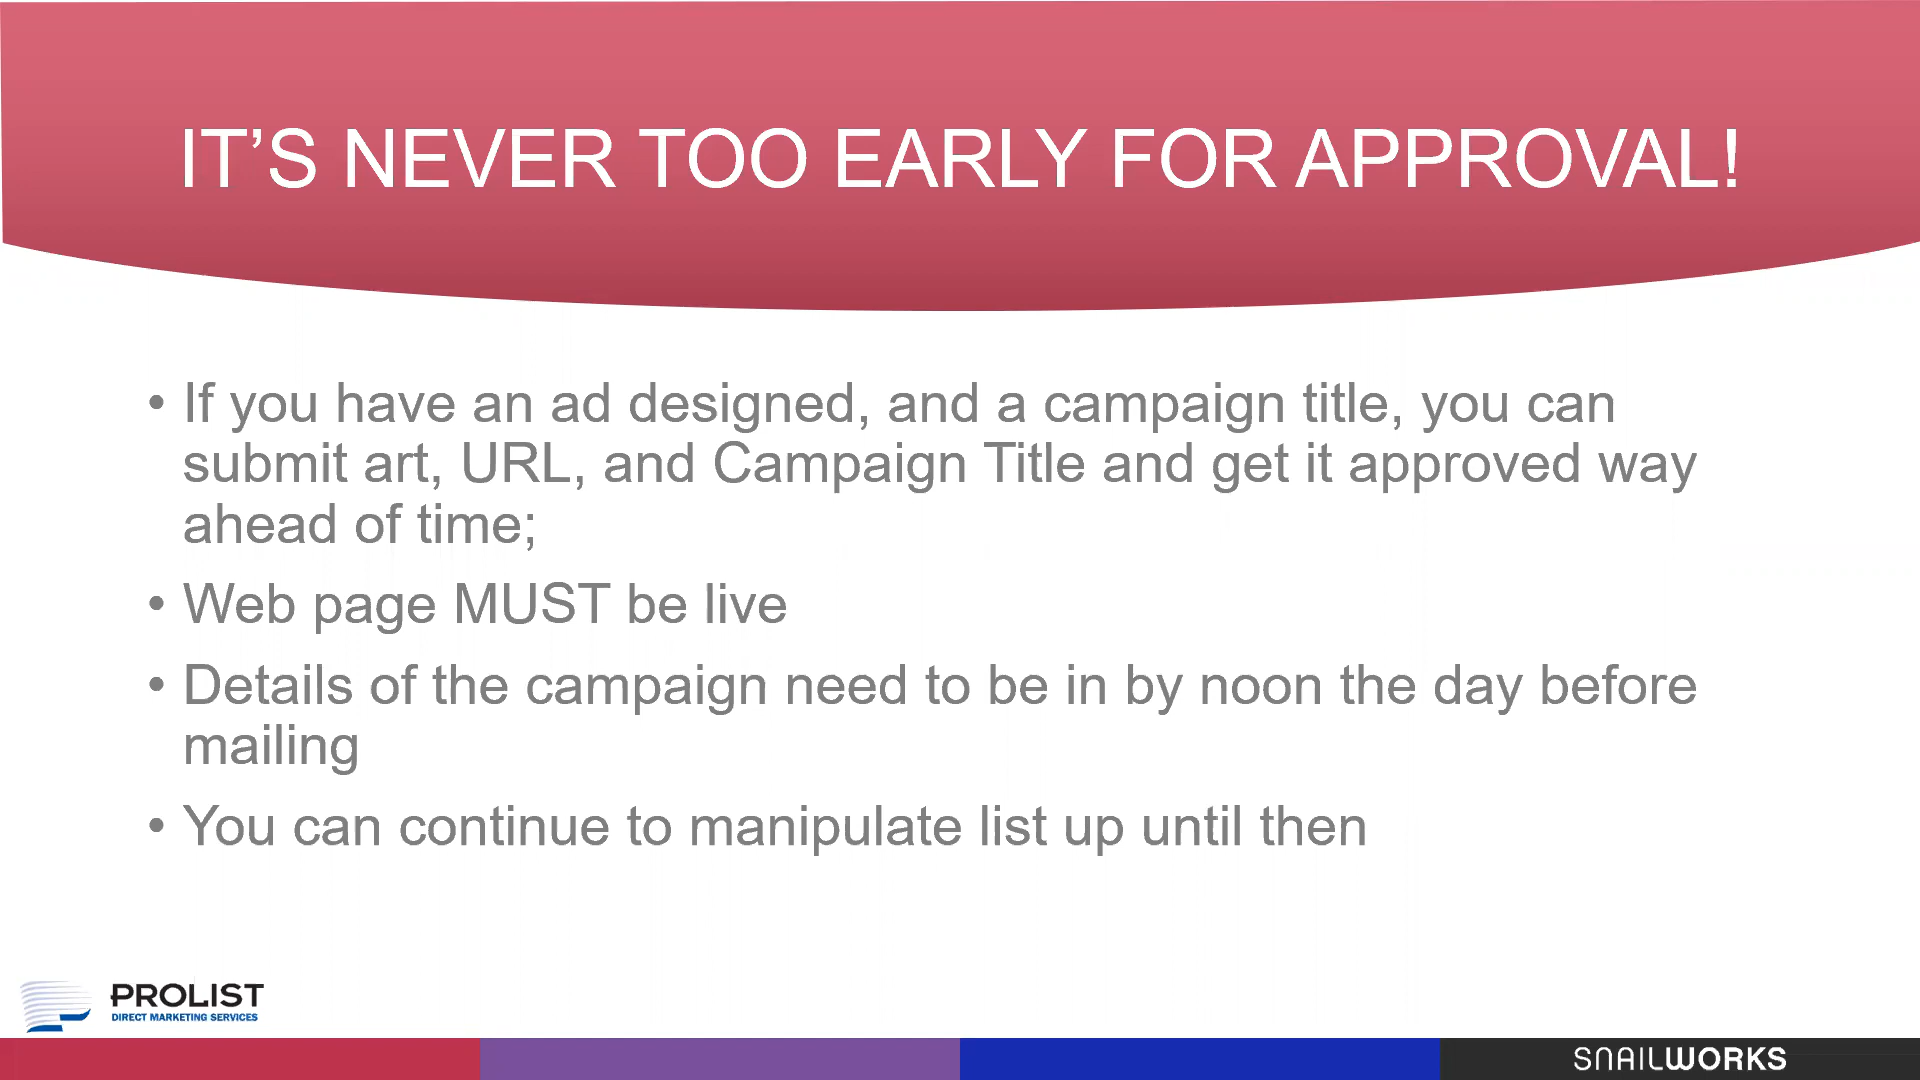 IT’S NEVER TOO EARLY FOR APPROVAL!
• If you have an ad designed, and a campaign title, you can
submit art, URL, and Campaign Title and get it approved way
ahead of time;
• Web page MUST be live
• Details of the campaign need to be in by noon the day before
mailing
• You can continue to manipulate list up until then
PROLIST
DIRECT MARKETING SERVICES
SNAILWORKS